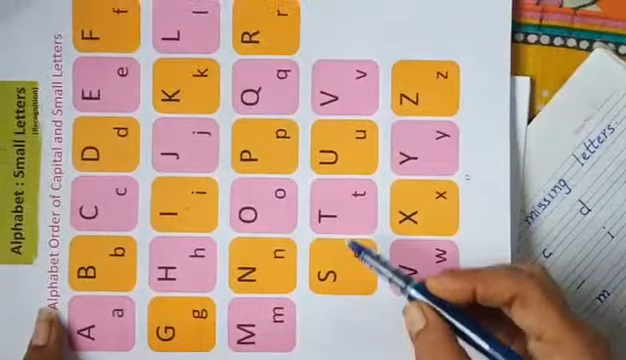 Alphabet : Small Letters
(Recognition)
Alphabet Order of Capital and Small Letters
A a B b C c D d E e F f
G g H h I i J j K k L l
M m N n O o P p Q q R r
S T t U u V v
w X x Y y Z z
missing letters.
c d
m i